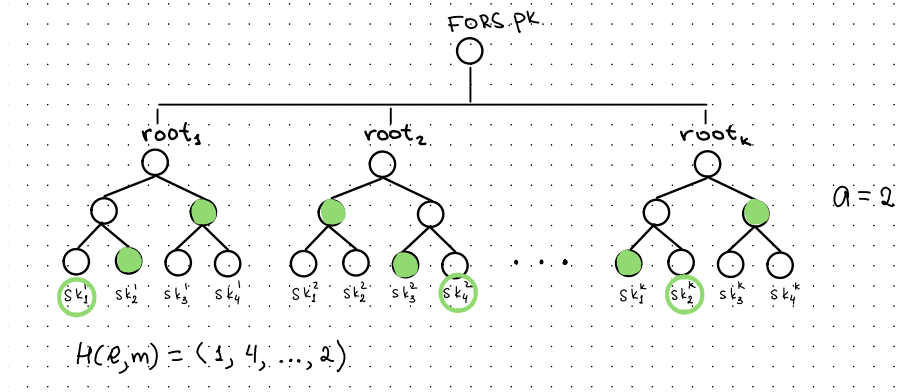 FORS.pk
root₁ root₂ root_k
a = 2
sk₁¹ sk₂¹ sk₃¹ sk₄¹ sk₁² sk₂² sk₃² sk₄² .... sk₁ᵏ sk₂ᵏ sk₃ᵏ sk₄ᵏ
H(e,m) = (1, 4, ..., 2)